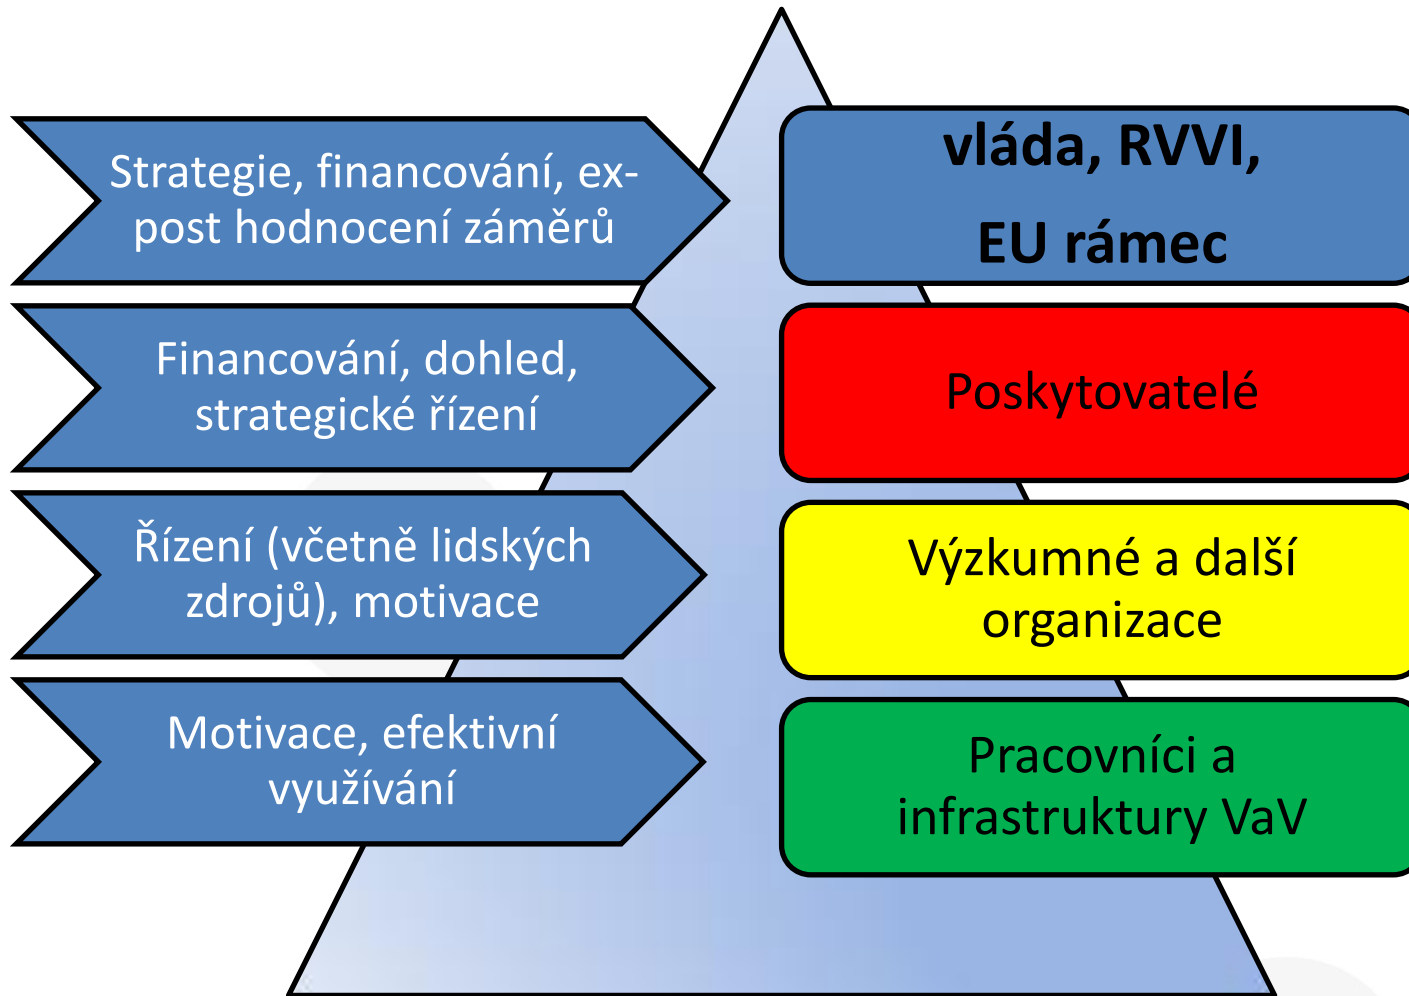 Strategie, financování, ex-
post hodnocení záměrů
vláda, RVVI,
EU rámec
Financování, dohled,
strategické řízení
Poskytovatelé
Řízení (včetně lidských
zdrojů), motivace
Výzkumné a další
organizace
Motivace, efektivní
využívání
Pracovníci a
infrastruktury VaV